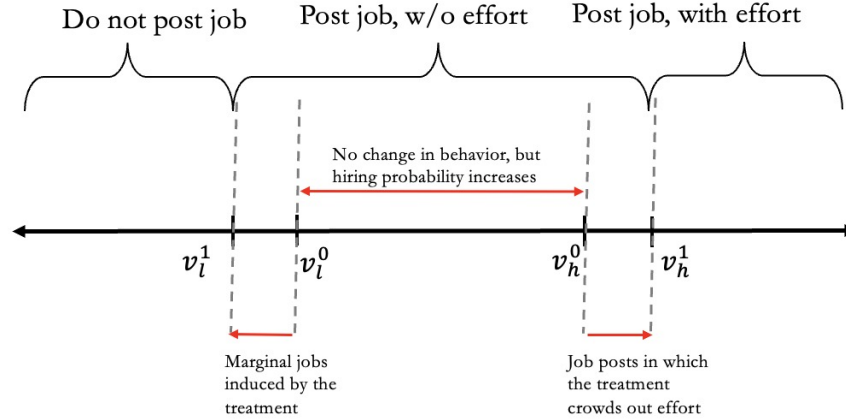 Do not post job
Post job, w/o effort
Post job, with effort
No change in behavior, but
hiring probability increases
v_l^1
v_l^0
v_h^0
v_h^1
Marginal jobs
induced by the
treatment
Job posts in which
the treatment
crowds out effort